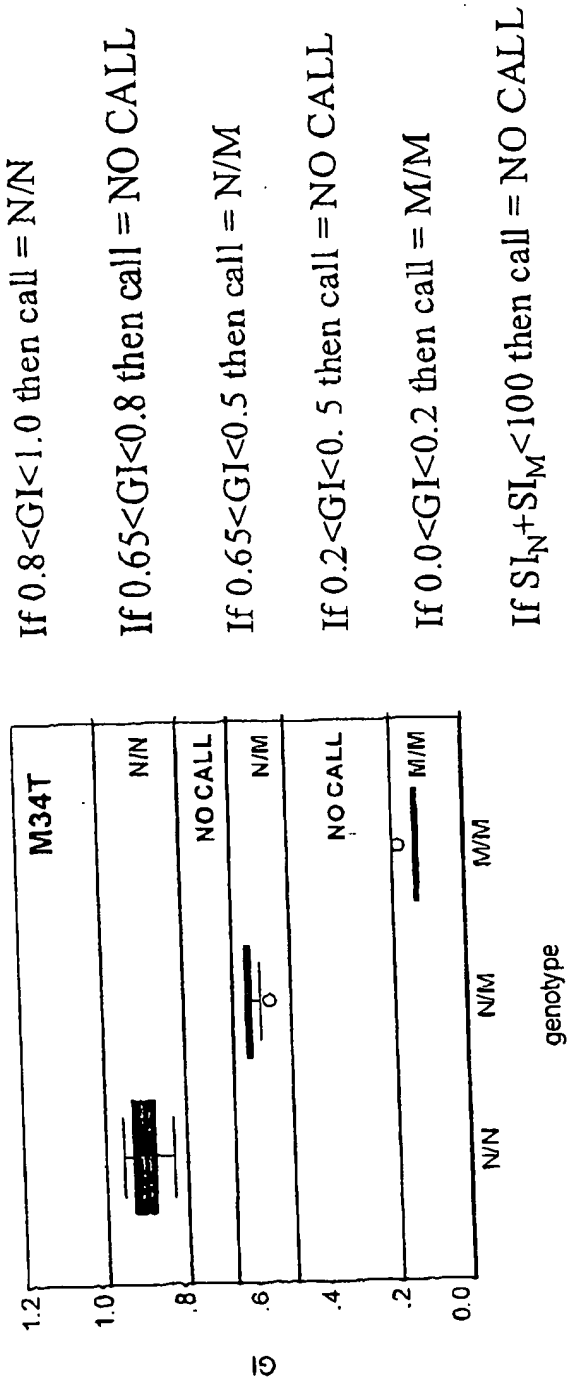 1.2
1.0
.8
.6
.4
.2
0.0
GI
M34T
N/N
NO CALL
N/M
NO CALL
M/M
N/N
N/M
M/M
genotype
If 0.8<GI<1.0 then call = N/N
If 0.65<GI<0.8 then call = NO CALL
If 0.65<GI<0.5 then call = N/M
If 0.2<GI<0. 5 then call = NO CALL
If 0.0<GI<0.2 then call = M/M
If SI_N+SI_M<100 then call = NO CALL